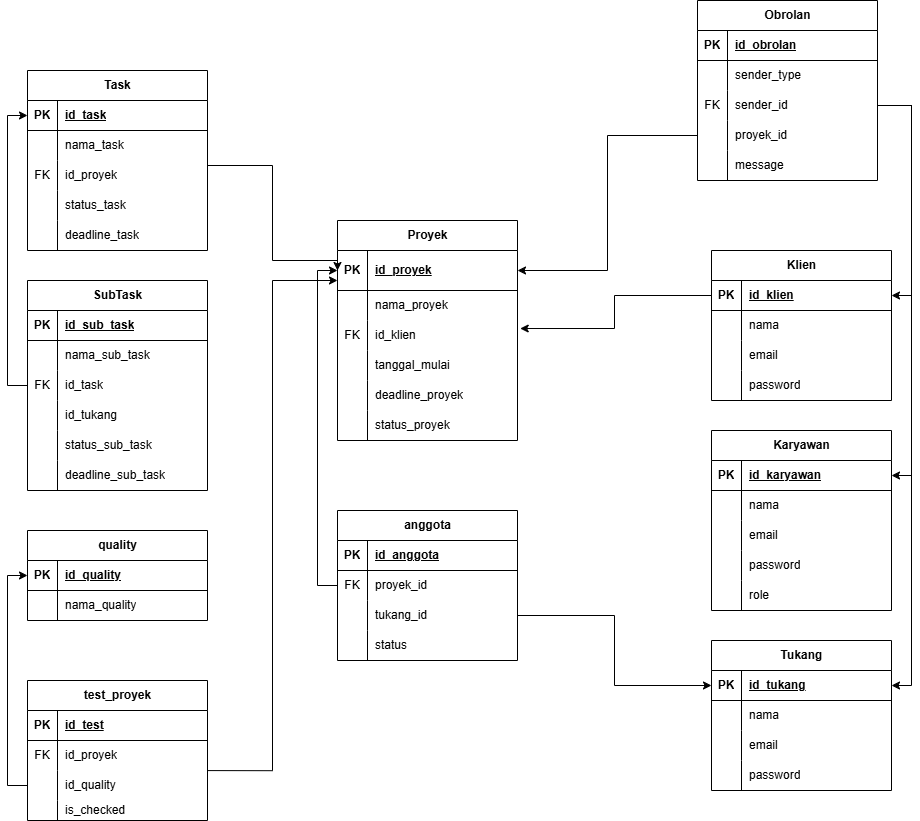 Obrolan
PK id_obrolan
sender_type
FK sender_id
proyek_id
message
Task
PK id_task
nama_task
FK id_proyek
status_task
deadline_task
Proyek
PK id_proyek
nama_proyek
FK id_klien
tanggal_mulai
deadline_proyek
status_proyek
Klien
PK id_klien
nama
email
password
SubTask
PK id_sub_task
nama_sub_task
FK id_task
id_tukang
status_sub_task
deadline_sub_task
Karyawan
PK id_karyawan
nama
email
password
role
quality
PK id_quality
nama_quality
anggota
PK id_anggota
FK proyek_id
tukang_id
status
Tukang
PK id_tukang
nama
email
password
test_proyek
PK id_test
FK id_proyek
id_quality
is_checked